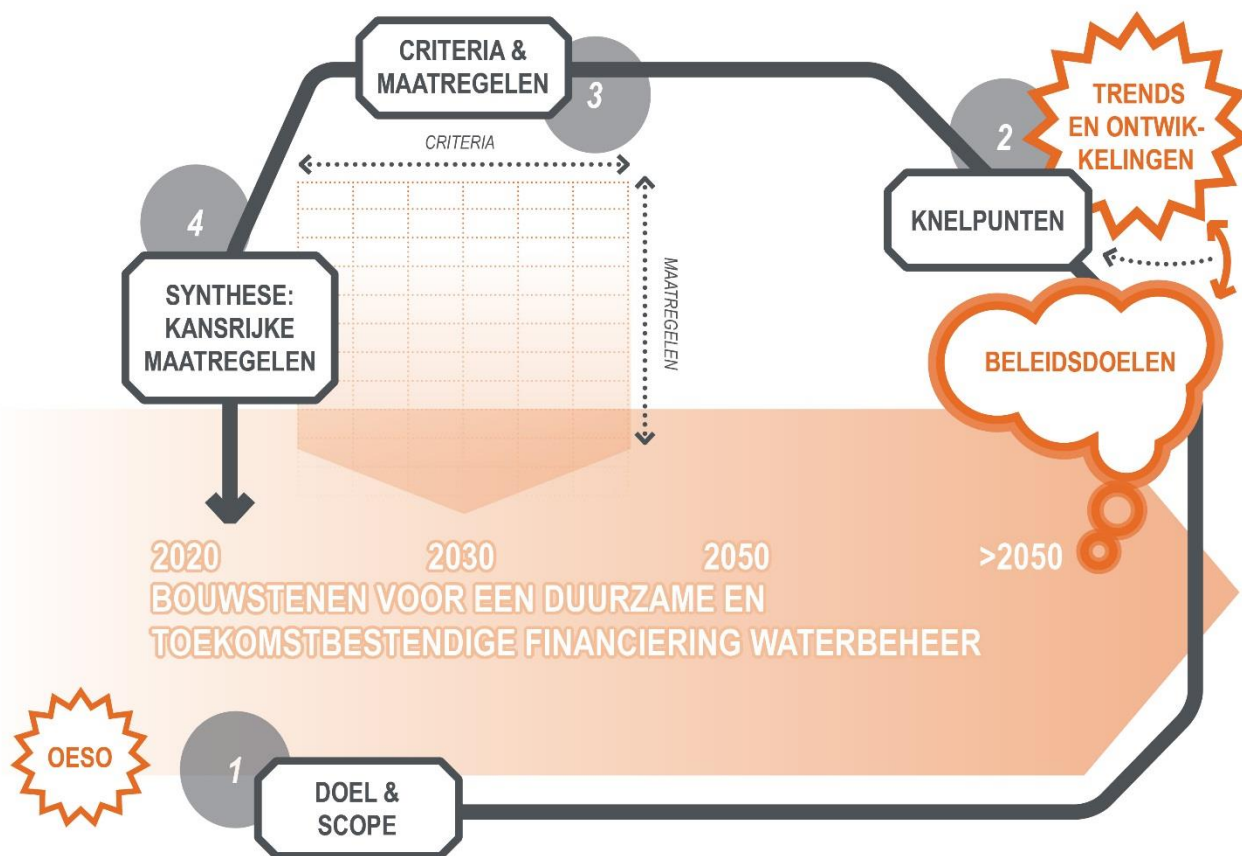 CRITERIA &
MAATREGELEN
3
TRENDS
EN ONTWIK-
KELINGEN
2
CRITERIA
4
KNELPUNTEN
MAATREGELEN
SYNTHESE:
KANSRIJKE
MAATREGELEN
BELEIDSDOELEN
2020 2030 2050 >2050
BOUWSTENEN VOOR EEN DUURZAME EN
TOEKOMSTBESTENDIGE FINANCIERING WATERBEHEER
OESO
1
DOEL &
SCOPE